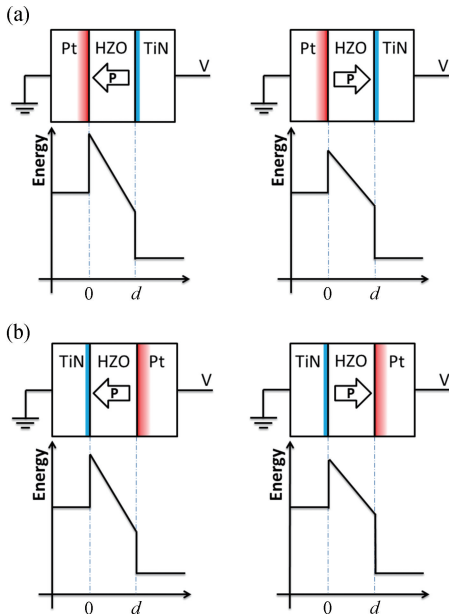 (a)
Pt HZO TiN V
P
Energy
0 d
Pt HZO TiN V
P
Energy
0 d
(b)
TiN HZO Pt V
P
Energy
0 d
TiN HZO Pt V
P
Energy
0 d